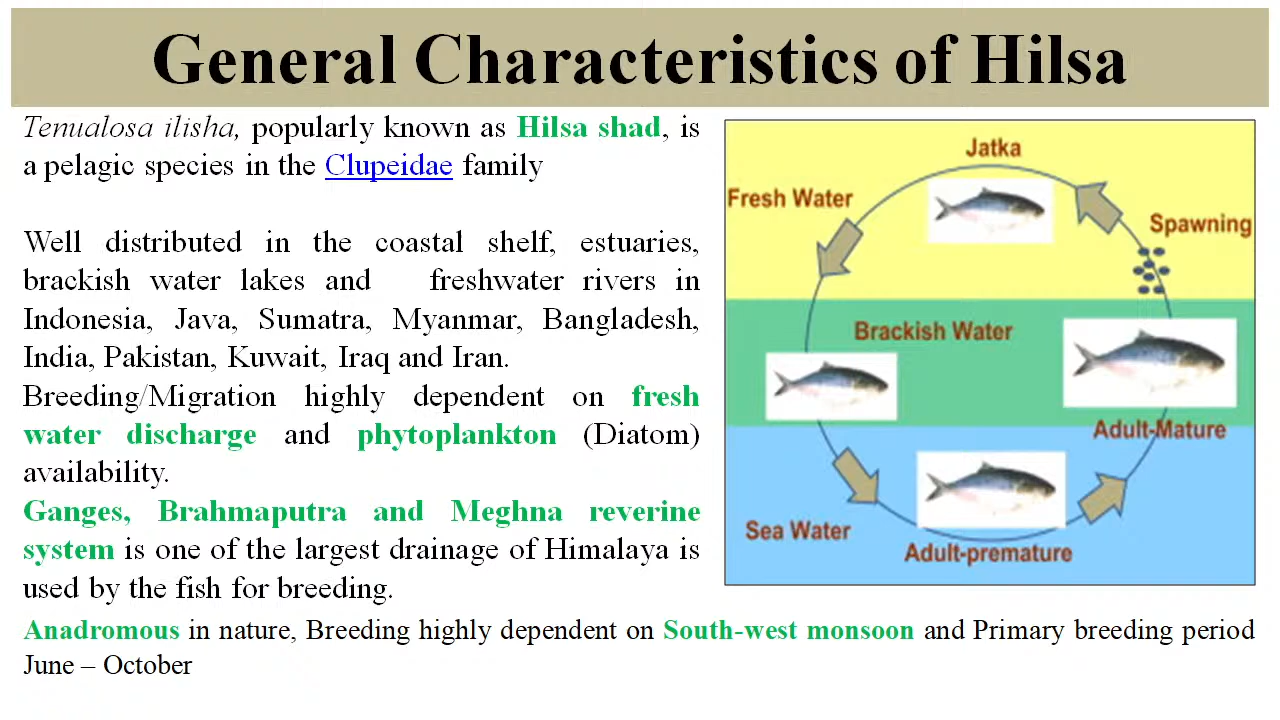 General Characteristics of Hilsa
Tenualosa ilisha, popularly known as Hilsa shad, is
a pelagic species in the Clupeidae family
Well distributed in the coastal shelf, estuaries,
brackish water lakes and freshwater rivers in
Indonesia, Java, Sumatra, Myanmar, Bangladesh,
India, Pakistan, Kuwait, Iraq and Iran.
Breeding/Migration highly dependent on fresh
water discharge and phytoplankton (Diatom)
availability.
Ganges, Brahmaputra and Meghna reverine
system is one of the largest drainage of Himalaya is
used by the fish for breeding.
Anadromous in nature, Breeding highly dependent on South-west monsoon and Primary breeding period
June – October
Jatka
Fresh Water
Spawning
Brackish Water
Adult-Mature
Sea Water
Adult-premature